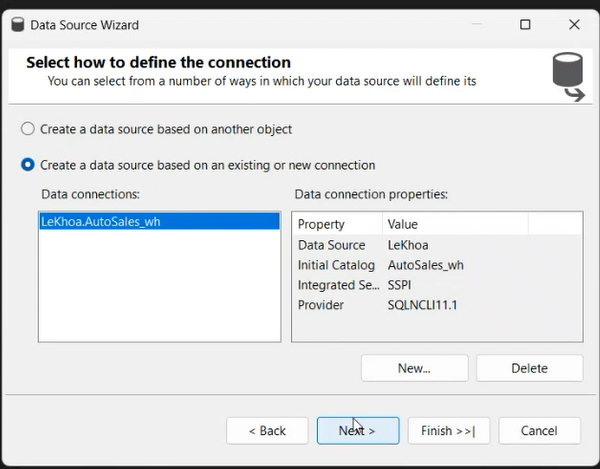 Data Source Wizard
Select how to define the connection
You can select from a number of ways in which your data source will define its
Create a data source based on another object
Create a data source based on an existing or new connection
Data connections:
Data connection properties:
LeKhoa.AutoSales_wh
Property Value
Data Source LeKhoa
Initial Catalog AutoSales_wh
Integrated Se... SSPI
Provider SQLNCLI11.1
New... Delete
< Back Next > Finish >>| Cancel